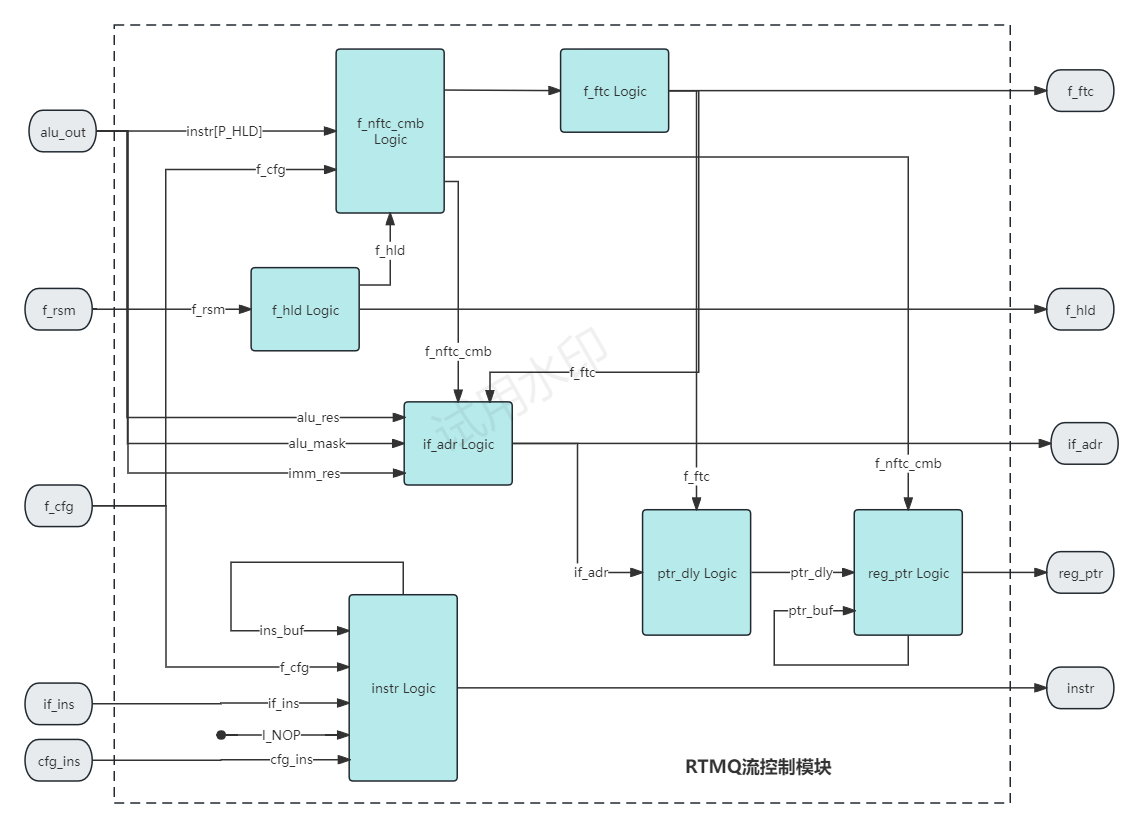 f_ftc Logic
f_ftc
f_nftc_cmb
Logic
alu_out
instr[P_HLD]
f_cfg
f_hld
f_rsm
f_rsm
f_hld Logic
f_hld
f_nftc_cmb
f_ftc
试用水印
alu_res
alu_mask
if_adr Logic
if_adr
imm_res
f_nftc_cmb
f_ftc
f_cfg
if_adr
ptr_dly Logic
ptr_dly
reg_ptr Logic
reg_ptr
ptr_buf
ins_buf
f_cfg
instr Logic
instr
if_ins
if_ins
I_NOP
cfg_ins
cfg_ins
RTMQ流控制模块